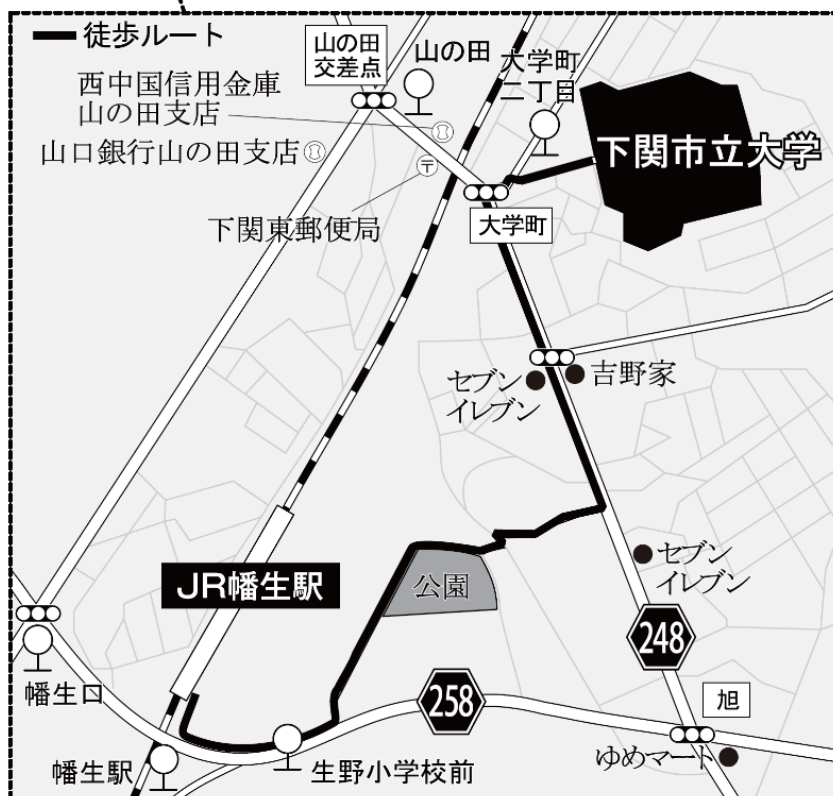 徒歩ルート
山の田
交差点
山の田
大学町
二丁目
西中国信用金庫
山の田支店
山口銀行山の田支店
〒
下関東郵便局
下関市立大学
大学町
セブン
イレブン
吉野家
セブン
イレブン
JR幡生駅
公園
248
258
幡生口
旭
幡生駅
生野小学校前
ゆめマート